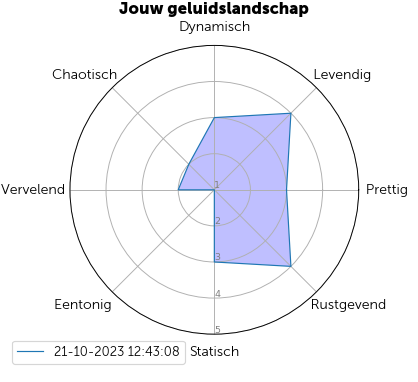 Jouw geluidslandschap
Dynamisch
Chaotisch
Levendig
Vervelend
1
Prettig
2
3
4
Eentonig
Rustgevend
5
21-10-2023 12:43:08
Statisch